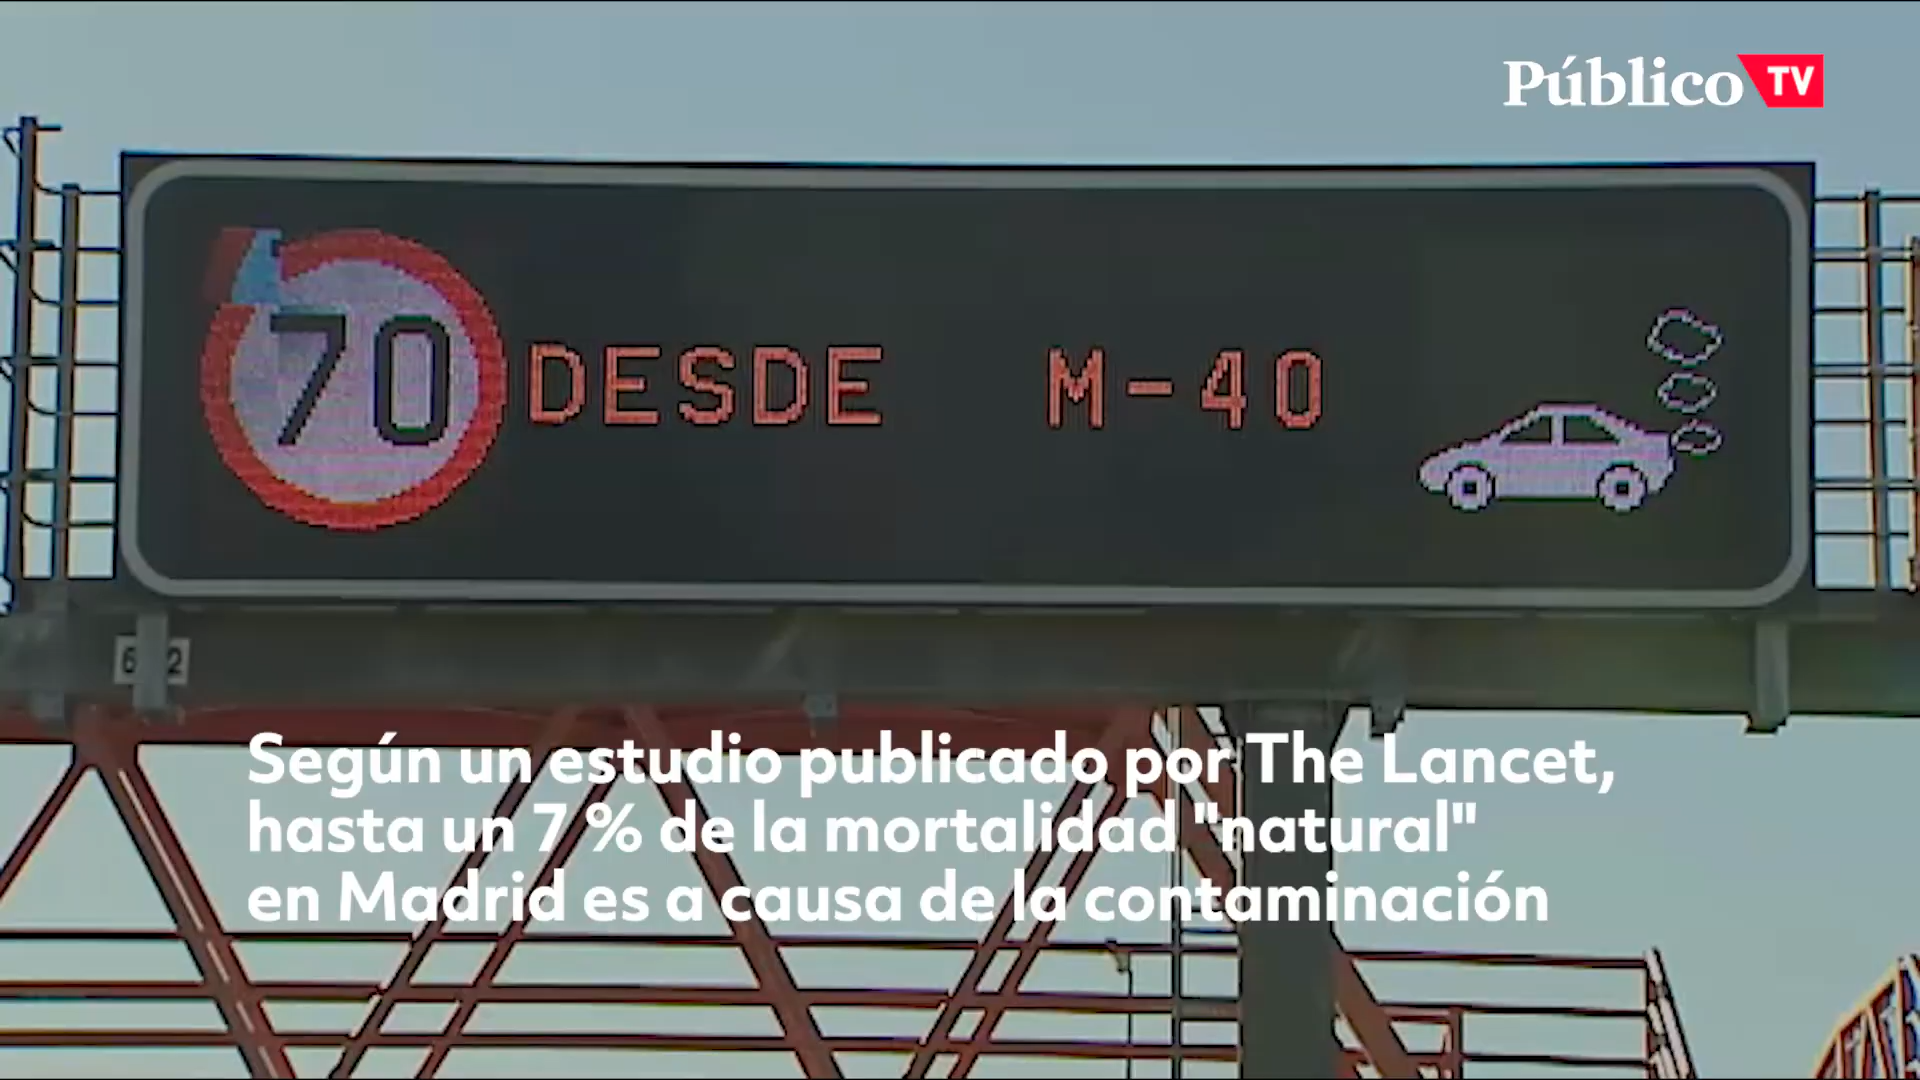 Público TV
70 DESDE M-40
Según un estudio publicado por The Lancet,
hasta un 7 % de la mortalidad "natural"
en Madrid es a causa de la contaminación